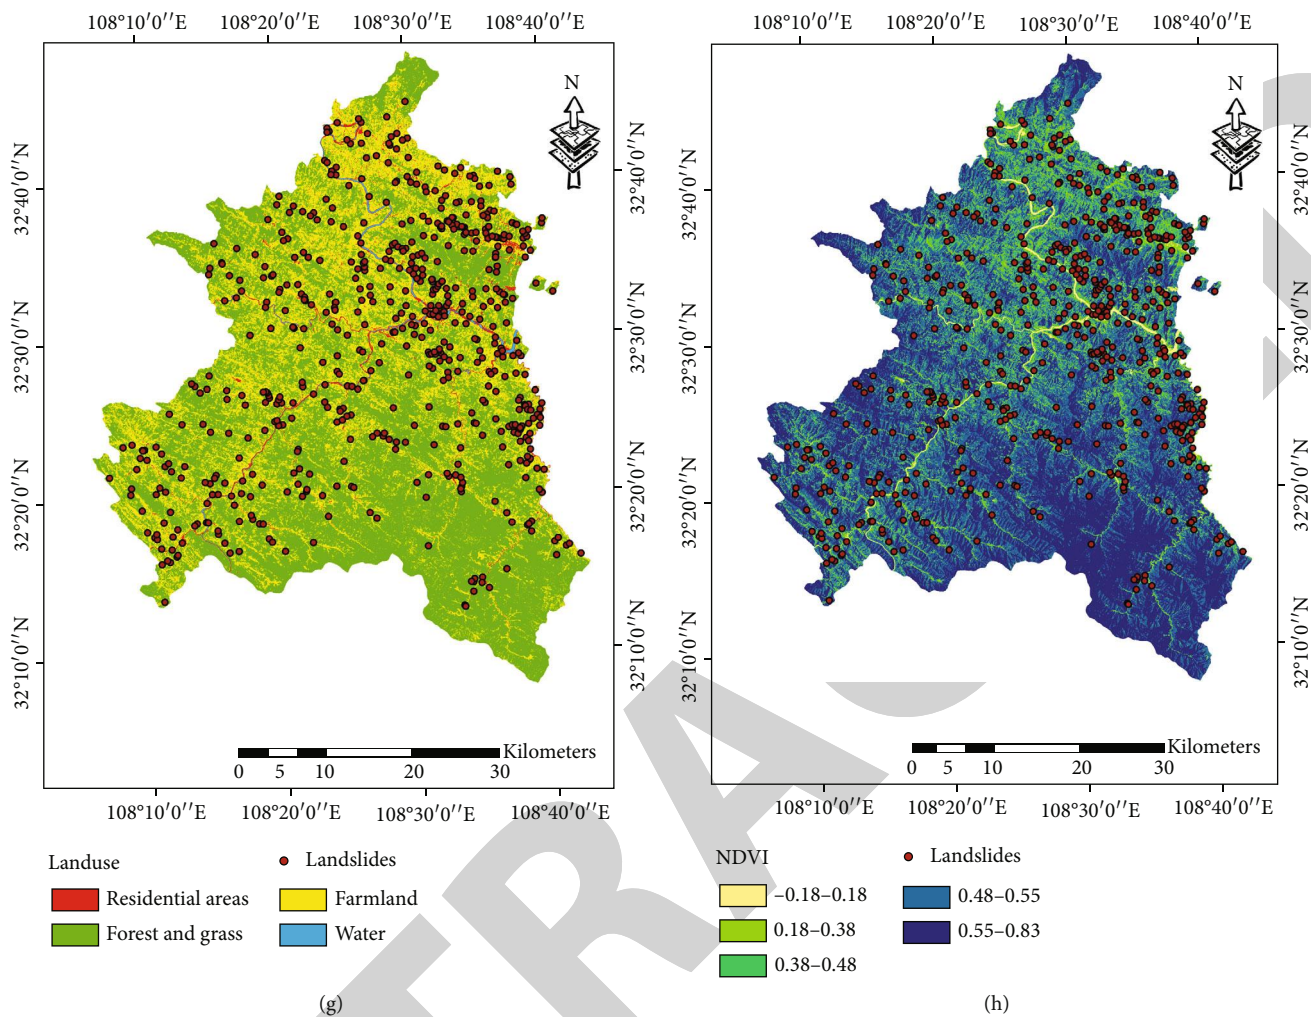 108°10′0″E 108°20′0″E 108°30′0″E 108°40′0″E
108°10′0″E 108°20′0″E 108°30′0″E 108°40′0″E
N
N
32°40′0″N
32°30′0″N
32°20′0″N
32°10′0″N
32°40′0″N
32°30′0″N
32°20′0″N
32°10′0″N
32°40′0″N
32°30′0″N
32°20′0″N
32°10′0″N
32°40′0″N
32°30′0″N
32°20′0″N
32°10′0″N
Kilometers
0 5 10 20 30
Kilometers
0 5 10 20 30
108°10′0″E 108°20′0″E 108°30′0″E 108°40′0″E
108°10′0″E 108°20′0″E 108°30′0″E 108°40′0″E
Landuse
Landslides
Residential areas
Farmland
Forest and grass
Water
(g)
NDVI
Landslides
–0.18–0.18
0.48–0.55
0.18–0.38
0.55–0.83
0.38–0.48
(h)